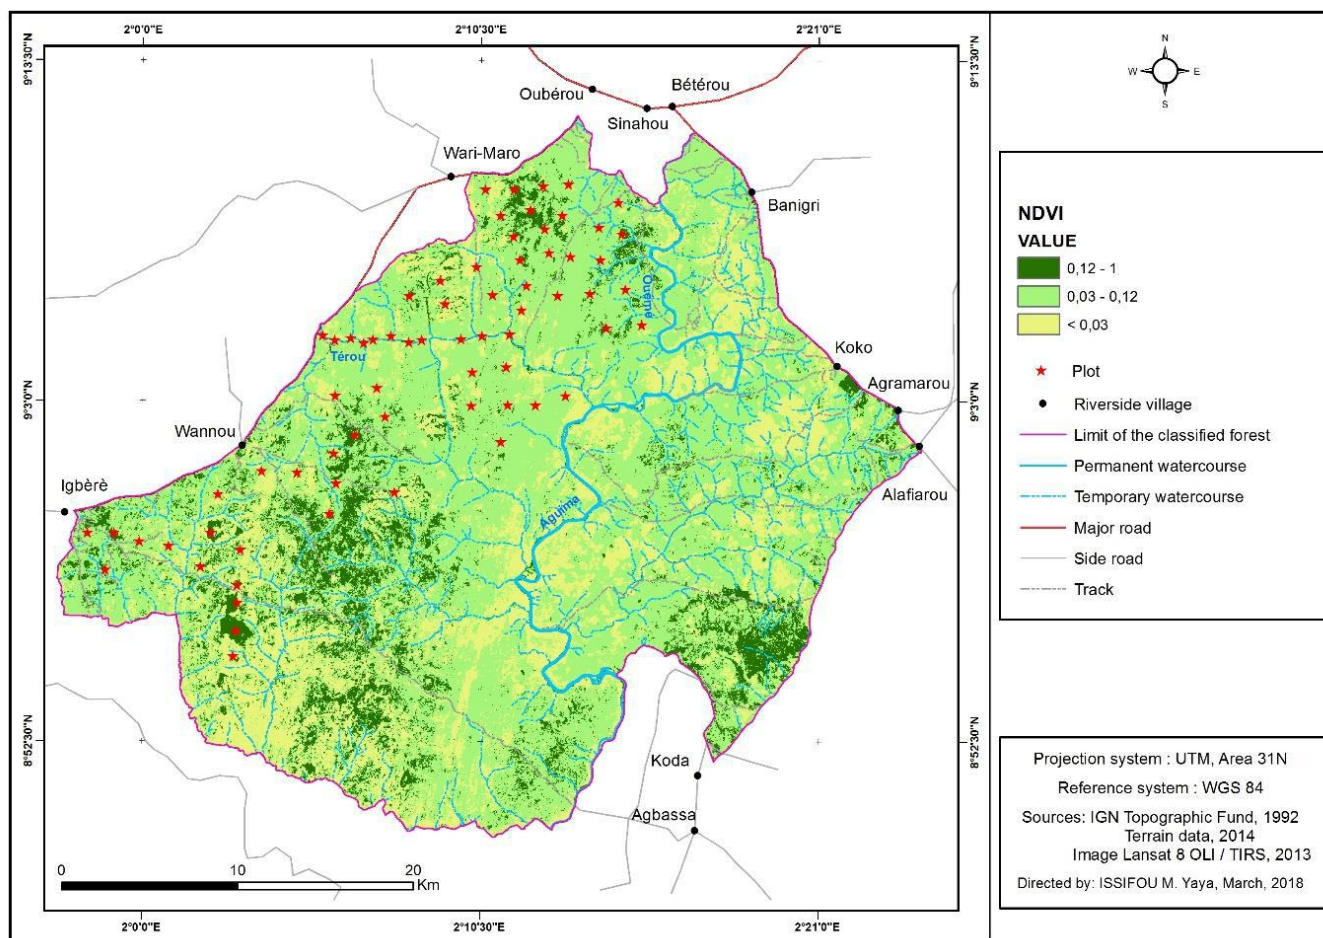 2°0'0"E
2°10'30"E
2°21'0"E
9°13'30"N
9°13'30"N
Oubérou
Bétérou
Sinahou
Wari-Maro
Banigri
Ouémé
Koko
Térou
Agramarou
9°3'0"N
9°3'0"N
Wannou
Igbèrè
Alafiarou
Aguima
8°52'30"N
8°52'30"N
Koda
Agbassa
0
10
20
Km
2°0'0"E
2°10'30"E
2°21'0"E
N
W
E
S
NDVI
VALUE
0,12 - 1
0,03 - 0,12
< 0,03
Plot
Riverside village
Limit of the classified forest
Permanent watercourse
Temporary watercourse
Major road
Side road
Track
Projection system : UTM, Area 31N
Reference system : WGS 84
Sources: IGN Topographic Fund, 1992
Terrain data, 2014
Image Lansat 8 OLI / TIRS, 2013
Directed by: ISSIFOU M. Yaya, March, 2018